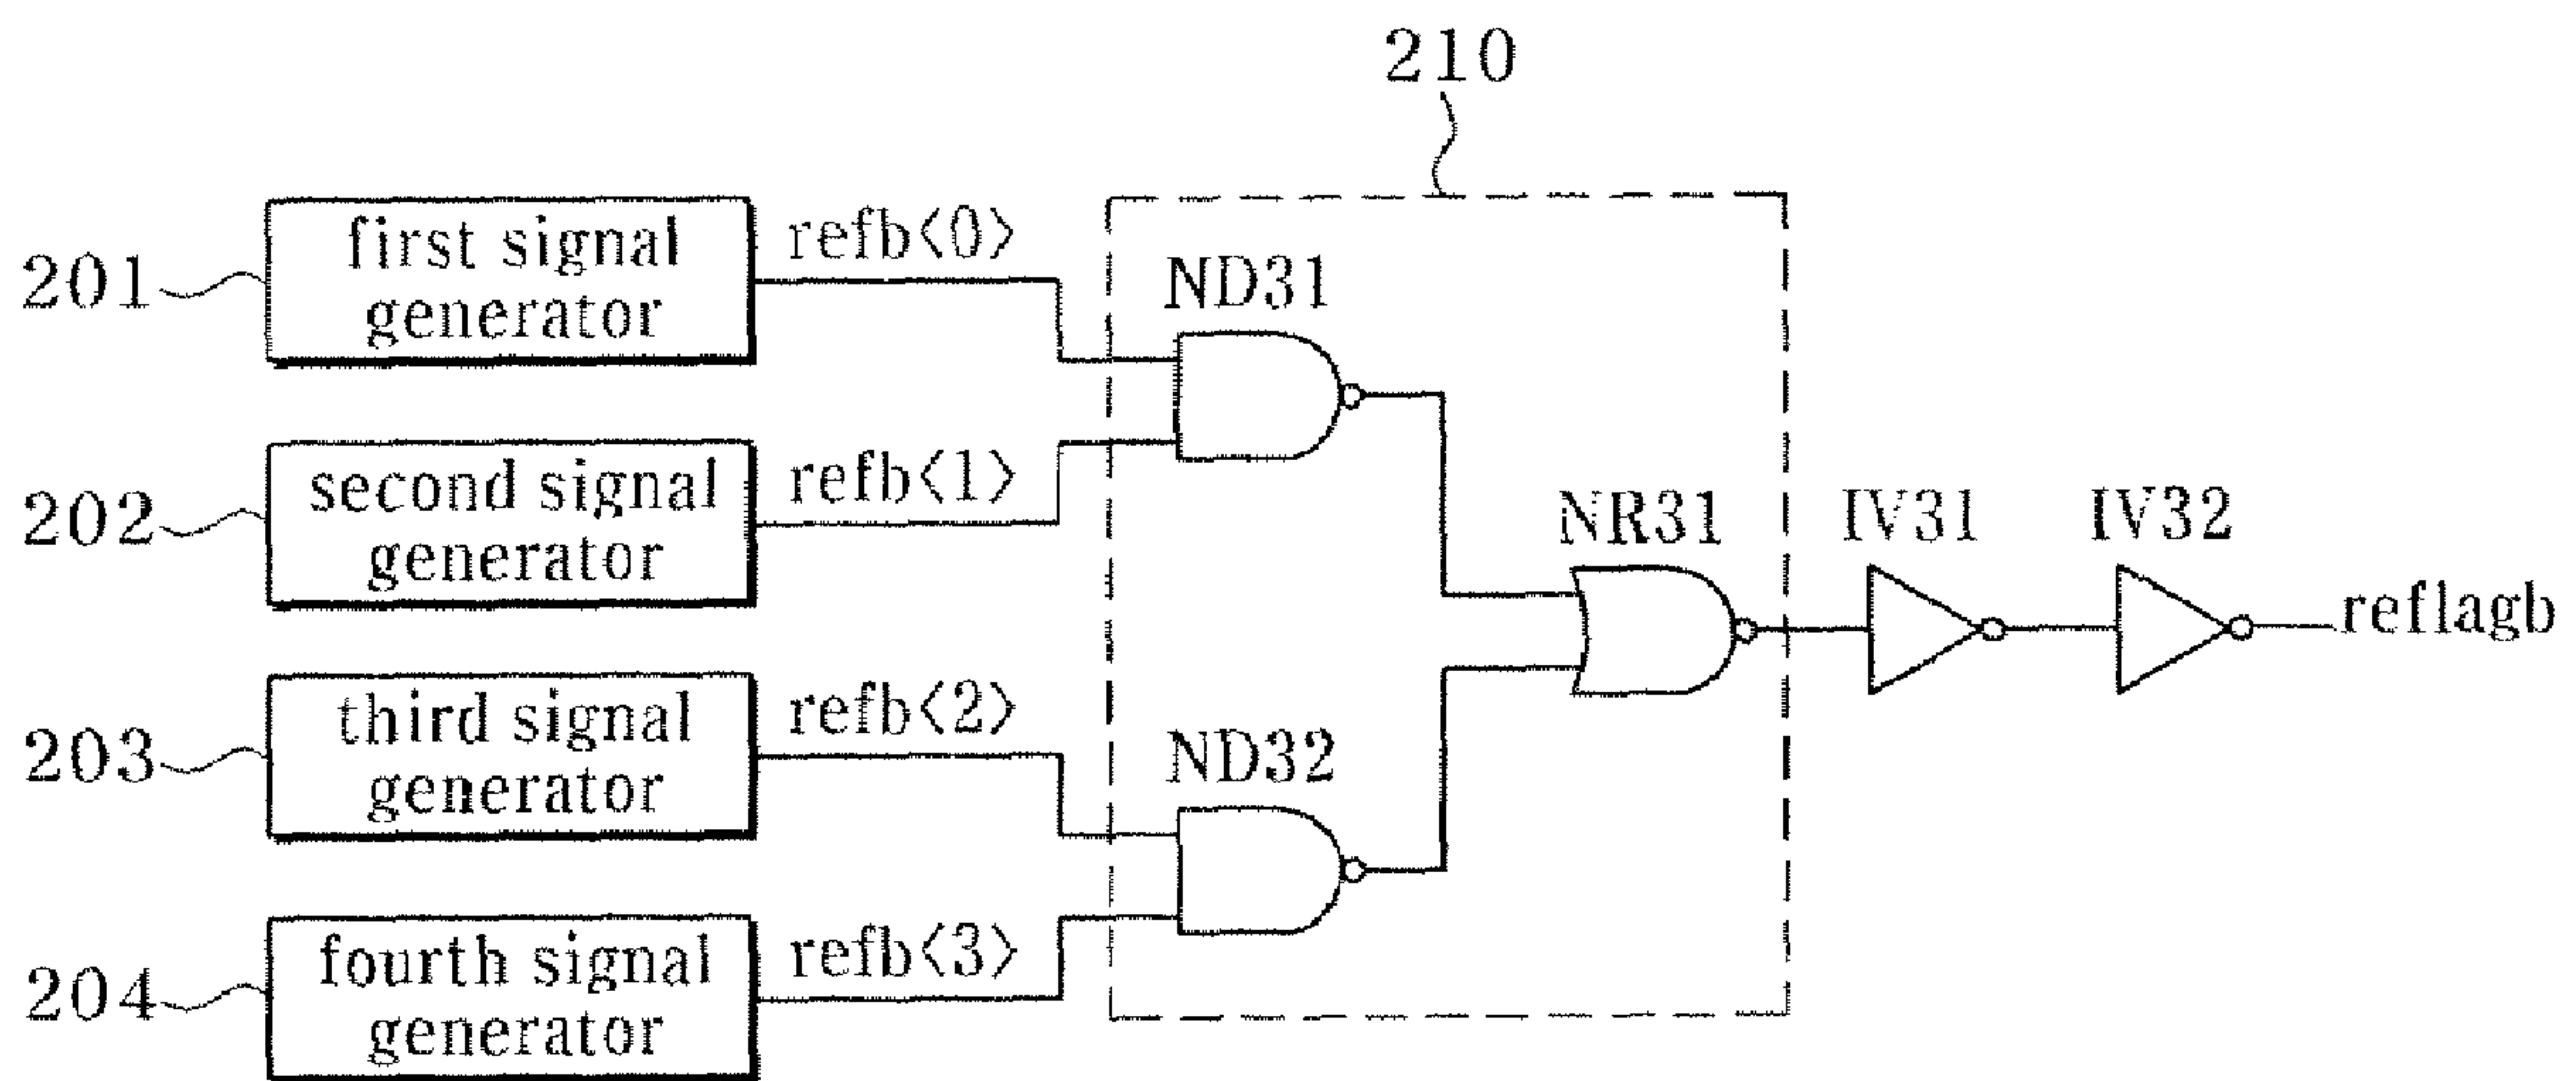 210
201
first signal
generator
refb<0>
ND31
202
second signal
generator
refb<1>
NR31
IV31
IV32
reflagb
203
third signal
generator
refb<2>
ND32
204
fourth signal
generator
refb<3>